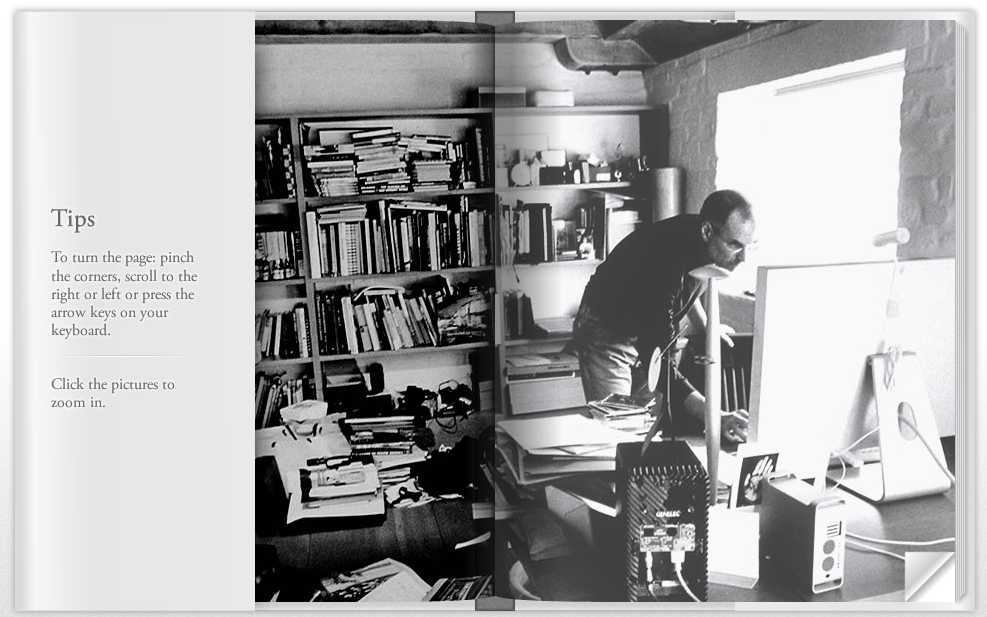 Tips
To turn the page: pinch
the corners, scroll to the
right or left or press the
arrow keys on your
keyboard.
Click the pictures to
zoom in.
GENELEC